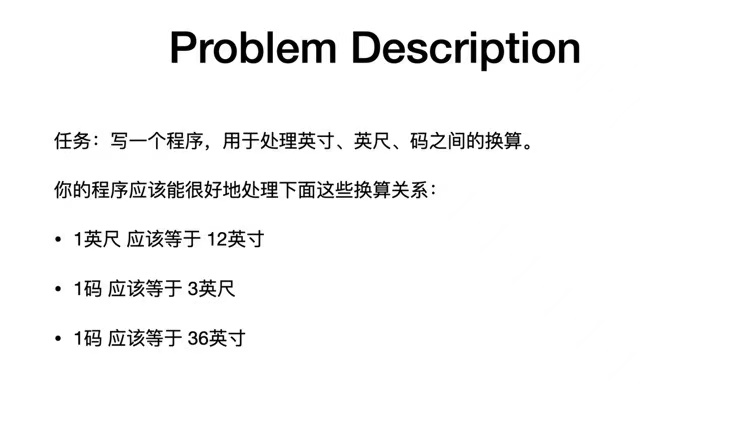 Problem Description
任务：写一个程序，用于处理英寸、英尺、码之间的换算。
你的程序应该能很好地处理下面这些换算关系：
• 1英尺 应该等于 12英寸
• 1码 应该等于 3英尺
• 1码 应该等于 36英寸